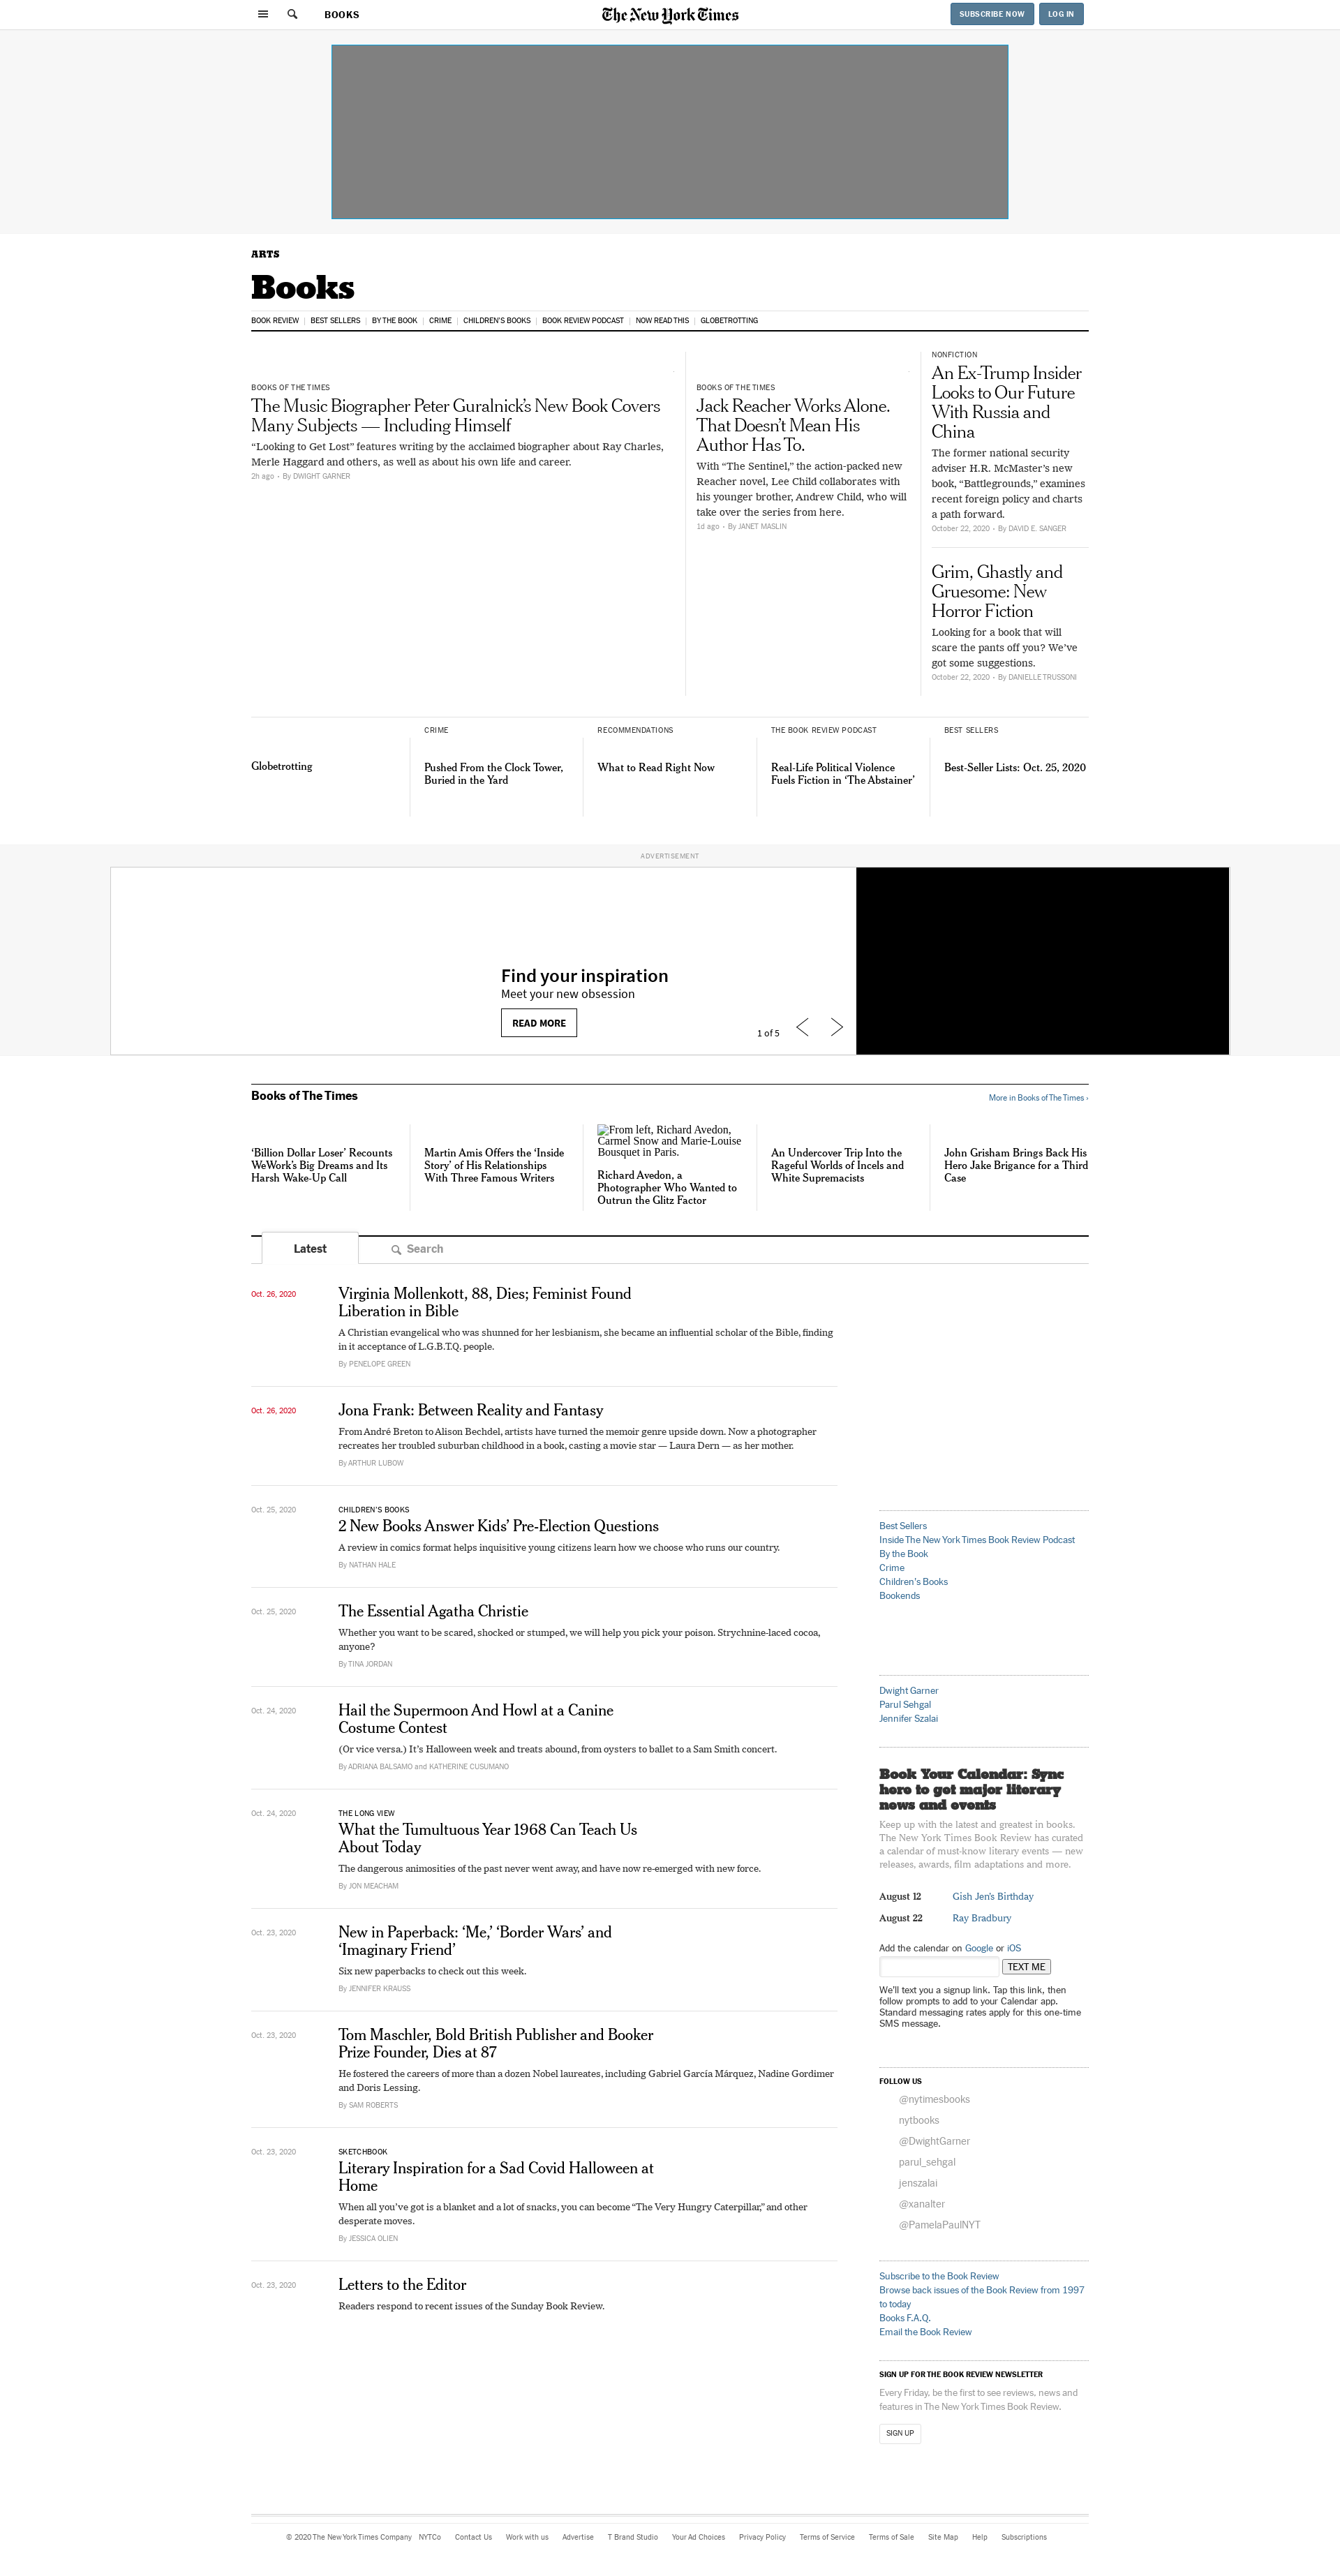 BOOKS
The New York Times
SUBSCRIBE NOW
LOG IN
ARTS
Books
BOOK REVIEW
BEST SELLERS
BY THE BOOK
CRIME
CHILDREN'S BOOKS
BOOK REVIEW PODCAST
NOW READ THIS
GLOBETROTTING
BOOKS OF THE TIMES
The Music Biographer Peter Guralnick’s New Book Covers
Many Subjects — Including Himself
“Looking to Get Lost” features writing by the acclaimed biographer about Ray Charles,
Merle Haggard and others, as well as about his own life and career.
2h ago • By DWIGHT GARNER
BOOKS OF THE TIMES
Jack Reacher Works Alone.
That Doesn’t Mean His
Author Has To.
With “The Sentinel,” the action-packed new
Reacher novel, Lee Child collaborates with
his younger brother, Andrew Child, who will
take over the series from here.
1d ago • By JANET MASLIN
NONFICTION
An Ex-Trump Insider
Looks to Our Future
With Russia and
China
The former national security
adviser H.R. McMaster’s new
book, “Battlegrounds,” examines
recent foreign policy and charts
a path forward.
October 22, 2020 • By DAVID E. SANGER
Grim, Ghastly and
Gruesome: New
Horror Fiction
Looking for a book that will
scare the pants off you? We’ve
got some suggestions.
October 22, 2020 • By DANIELLE TRUSSONI
Globetrotting
CRIME
Pushed From the Clock Tower,
Buried in the Yard
RECOMMENDATIONS
What to Read Right Now
THE BOOK REVIEW PODCAST
Real-Life Political Violence
Fuels Fiction in ‘The Abstainer’
BEST SELLERS
Best-Seller Lists: Oct. 25, 2020
ADVERTISEMENT
Find your inspiration
Meet your new obsession
READ MORE
1 of 5
Books of The Times
More in Books of The Times ›
‘Billion Dollar Loser’ Recounts
WeWork’s Big Dreams and Its
Harsh Wake-Up Call
Martin Amis Offers the ‘Inside
Story’ of His Relationships
With Three Famous Writers
From left, Richard Avedon,
Carmel Snow and Marie-Louise
Bousquet in Paris.
Richard Avedon, a
Photographer Who Wanted to
Outrun the Glitz Factor
An Undercover Trip Into the
Rageful Worlds of Incels and
White Supremacists
John Grisham Brings Back His
Hero Jake Brigance for a Third
Case
Latest
Search
Oct. 26, 2020
Virginia Mollenkott, 88, Dies; Feminist Found
Liberation in Bible
A Christian evangelical who was shunned for her lesbianism, she became an influential scholar of the Bible, finding
in it acceptance of L.G.B.T.Q. people.
By PENELOPE GREEN
Oct. 26, 2020
Jona Frank: Between Reality and Fantasy
From André Breton to Alison Bechdel, artists have turned the memoir genre upside down. Now a photographer
recreates her troubled suburban childhood in a book, casting a movie star — Laura Dern — as her mother.
By ARTHUR LUBOW
Oct. 25, 2020
CHILDREN’S BOOKS
2 New Books Answer Kids’ Pre-Election Questions
A review in comics format helps inquisitive young citizens learn how we choose who runs our country.
By NATHAN HALE
Oct. 25, 2020
The Essential Agatha Christie
Whether you want to be scared, shocked or stumped, we will help you pick your poison. Strychnine-laced cocoa,
anyone?
By TINA JORDAN
Oct. 24, 2020
Hail the Supermoon And Howl at a Canine
Costume Contest
(Or vice versa.) It’s Halloween week and treats abound, from oysters to ballet to a Sam Smith concert.
By ADRIANA BALSAMO and KATHERINE CUSUMANO
Oct. 24, 2020
THE LONG VIEW
What the Tumultuous Year 1968 Can Teach Us
About Today
The dangerous animosities of the past never went away, and have now re-emerged with new force.
By JON MEACHAM
Oct. 23, 2020
New in Paperback: ‘Me,’ ‘Border Wars’ and
‘Imaginary Friend’
Six new paperbacks to check out this week.
By JENNIFER KRAUSS
Oct. 23, 2020
Tom Maschler, Bold British Publisher and Booker
Prize Founder, Dies at 87
He fostered the careers of more than a dozen Nobel laureates, including Gabriel García Márquez, Nadine Gordimer
and Doris Lessing.
By SAM ROBERTS
Oct. 23, 2020
SKETCHBOOK
Literary Inspiration for a Sad Covid Halloween at
Home
When all you’ve got is a blanket and a lot of snacks, you can become “The Very Hungry Caterpillar,” and other
desperate moves.
By JESSICA OLIEN
Oct. 23, 2020
Letters to the Editor
Readers respond to recent issues of the Sunday Book Review.
Best Sellers
Inside The New York Times Book Review Podcast
By the Book
Crime
Children’s Books
Bookends
Dwight Garner
Parul Sehgal
Jennifer Szalai
Book Your Calendar: Sync
here to get major literary
news and events
Keep up with the latest and greatest in books.
The New York Times Book Review has curated
a calendar of must-know literary events — new
releases, awards, film adaptations and more.
August 12 Gish Jen’s Birthday
August 22 Ray Bradbury
Add the calendar on Google or iOS
TEXT ME
We’ll text you a signup link. Tap this link, then
follow prompts to add to your Calendar app.
Standard messaging rates apply for this one-time
SMS message.
FOLLOW US
@nytimesbooks
nytbooks
@DwightGarner
parul_sehgal
jenszalai
@xanalter
@PamelaPaulNYT
Subscribe to the Book Review
Browse back issues of the Book Review from 1997
to today
Books F.A.Q.
Email the Book Review
SIGN UP FOR THE BOOK REVIEW NEWSLETTER
Every Friday, be the first to see reviews, news and
features in The New York Times Book Review.
SIGN UP
© 2020 The New York Times Company NYTCo Contact Us Work with us Advertise T Brand Studio Your Ad Choices Privacy Policy Terms of Service Terms of Sale Site Map Help Subscriptions